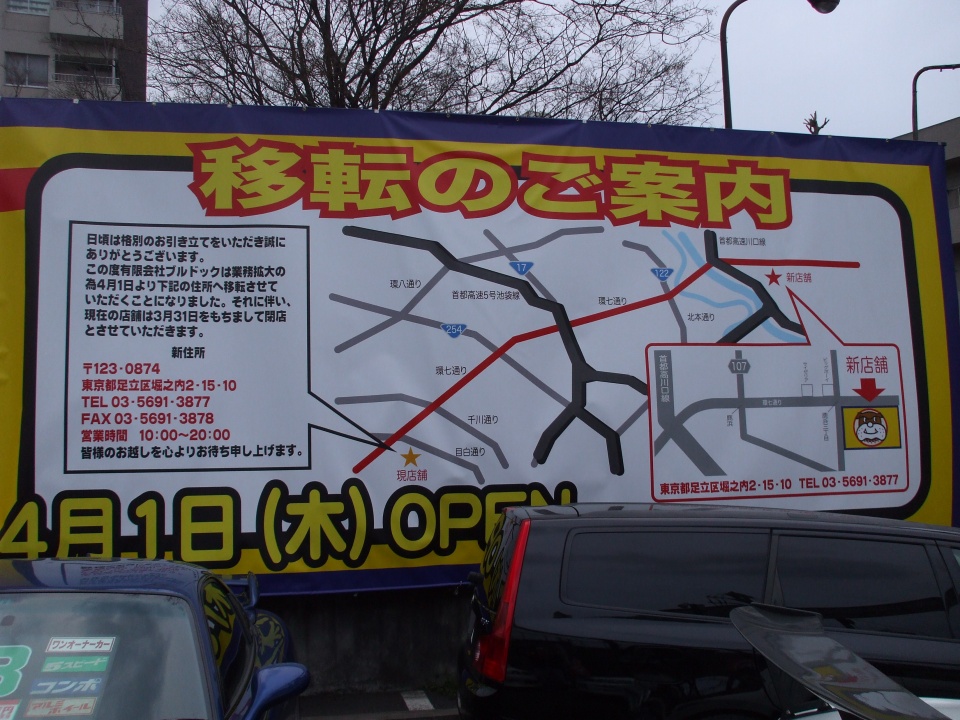 移転のご案内
日頃は格別のお引き立てをいただき誠に
ありがとうございます。
この度有限会社ブルドックは業務拡大の
為4月1日より下記の住所へ移転させて
いただくことになりました。それに伴い、
現在の店舗は3月31日をもちまして閉店
とさせていただきます。
新住所
〒123-0874
東京都足立区堀之内2-15-10
TEL 03-5691-3877
FAX 03-5691-3878
営業時間 10:00〜20:00
皆様のお越しを心よりお待ち申し上げます。
環八通り
17
首都高速5号池袋線
254
環七通り
環七通り
122
北本通り
首都高速川口線
新店舗
千川通り
目白通り
現店舗
首都高川口線
107
環七通り
新店舗
東京都足立区堀之内2-15-10 TEL 03-5691-3877
4月1日(木) OPEN
ワンオーナーカー
5スピード
コンポ